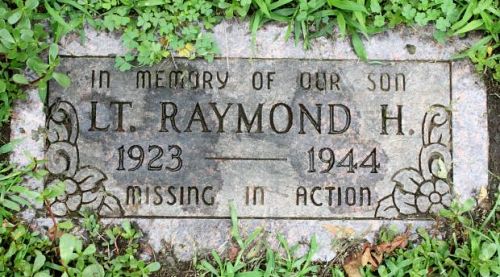 IN MEMORY OF OUR SON
LT. RAYMOND H.
1923 — 1944
MISSING IN ACTION